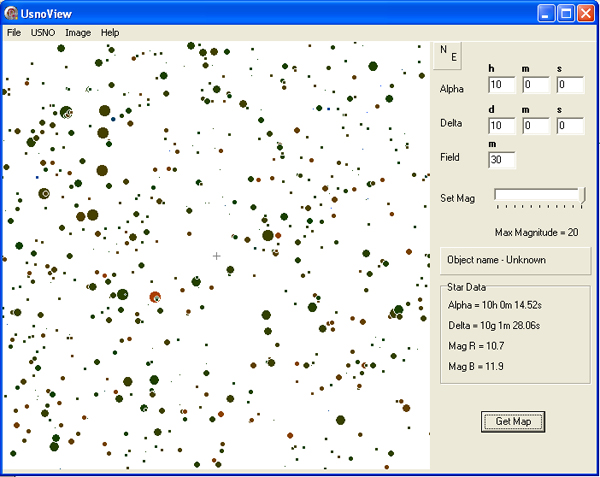 UsnoView
File USNO Image Help
N
E
h m s
Alpha 10 0 0
d m s
Delta 10 0 0
m
Field 30
Set Mag
Max Magnitude = 20
Object name - Unknown
Star Data
Alpha = 10h 0m 14.52s
Delta = 10g 1m 28.06s
Mag R = 10.7
Mag B = 11.9
Get Map